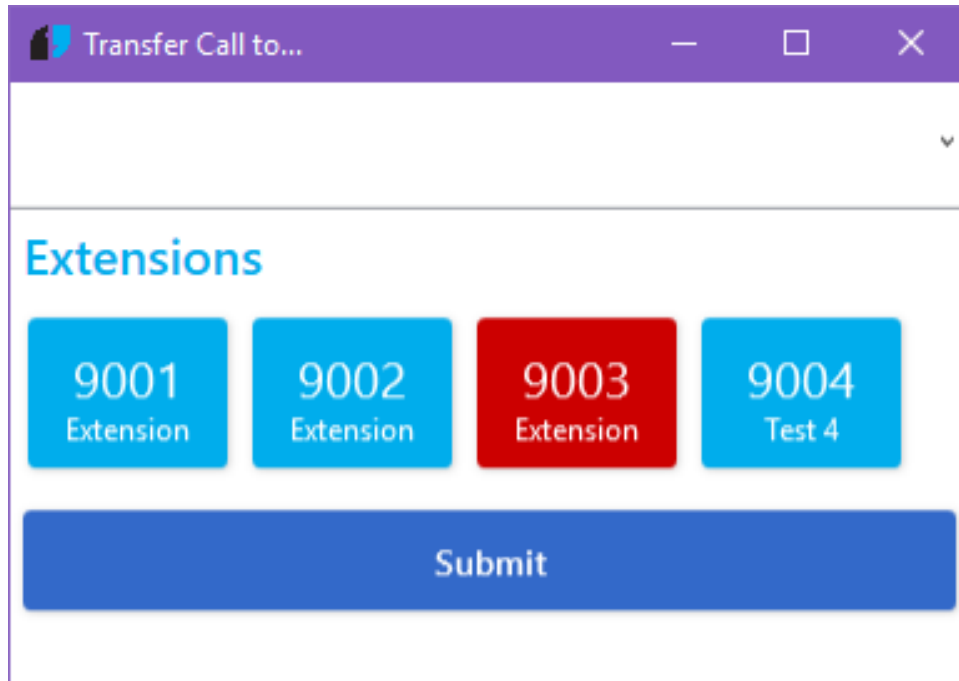 Transfer Call to...
Extensions
9001 9002 9003 9004
Extension Extension Extension Test 4
Submit